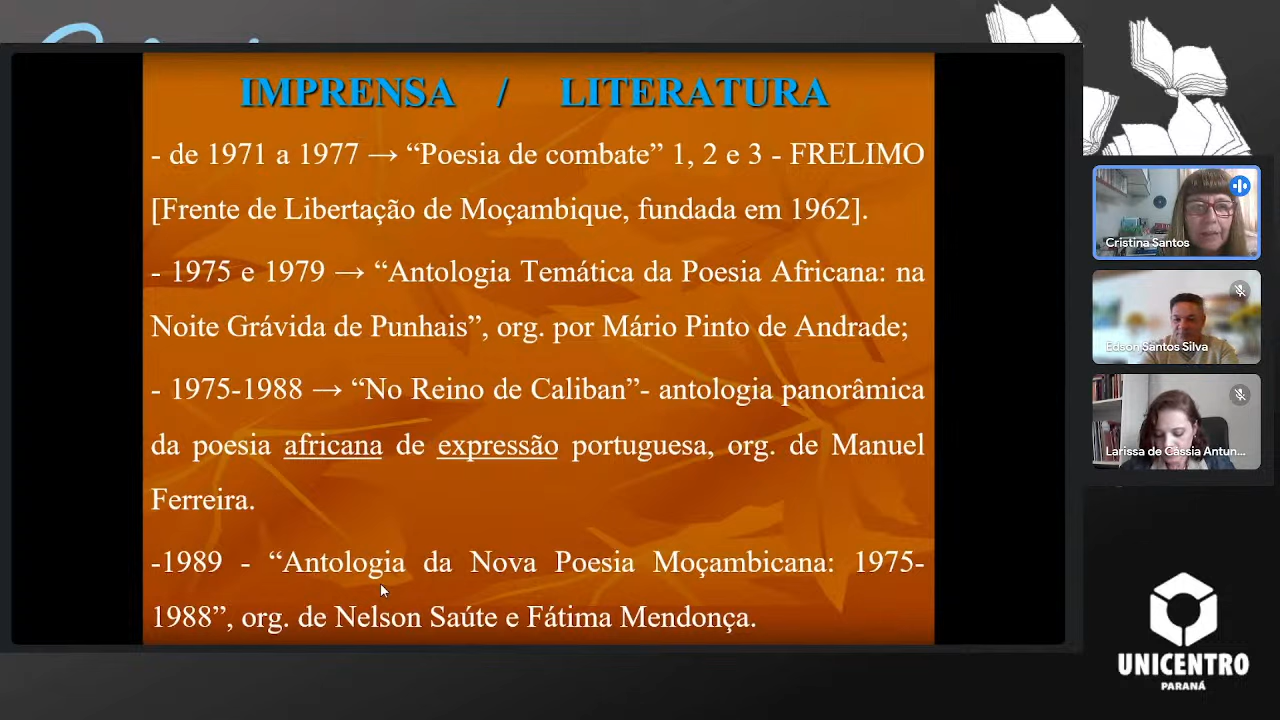 IMPRENSA / LITERATURA
- de 1971 a 1977 → “Poesia de combate” 1, 2 e 3 - FRELIMO
[Frente de Libertação de Moçambique, fundada em 1962].
- 1975 e 1979 → “Antologia Temática da Poesia Africana: na
Noite Grávida de Punhais”, org. por Mário Pinto de Andrade;
- 1975-1988 → “No Reino de Caliban”- antologia panorâmica
da poesia africana de expressão portuguesa, org. de Manuel
Ferreira.
-1989 - “Antologia da Nova Poesia Moçambicana: 1975-
1988”, org. de Nelson Saúte e Fátima Mendonça.
Cristina Santos
Edson Santos Silva
Larissa de Cássia Antun...
UNICENTRO
PARANÁ